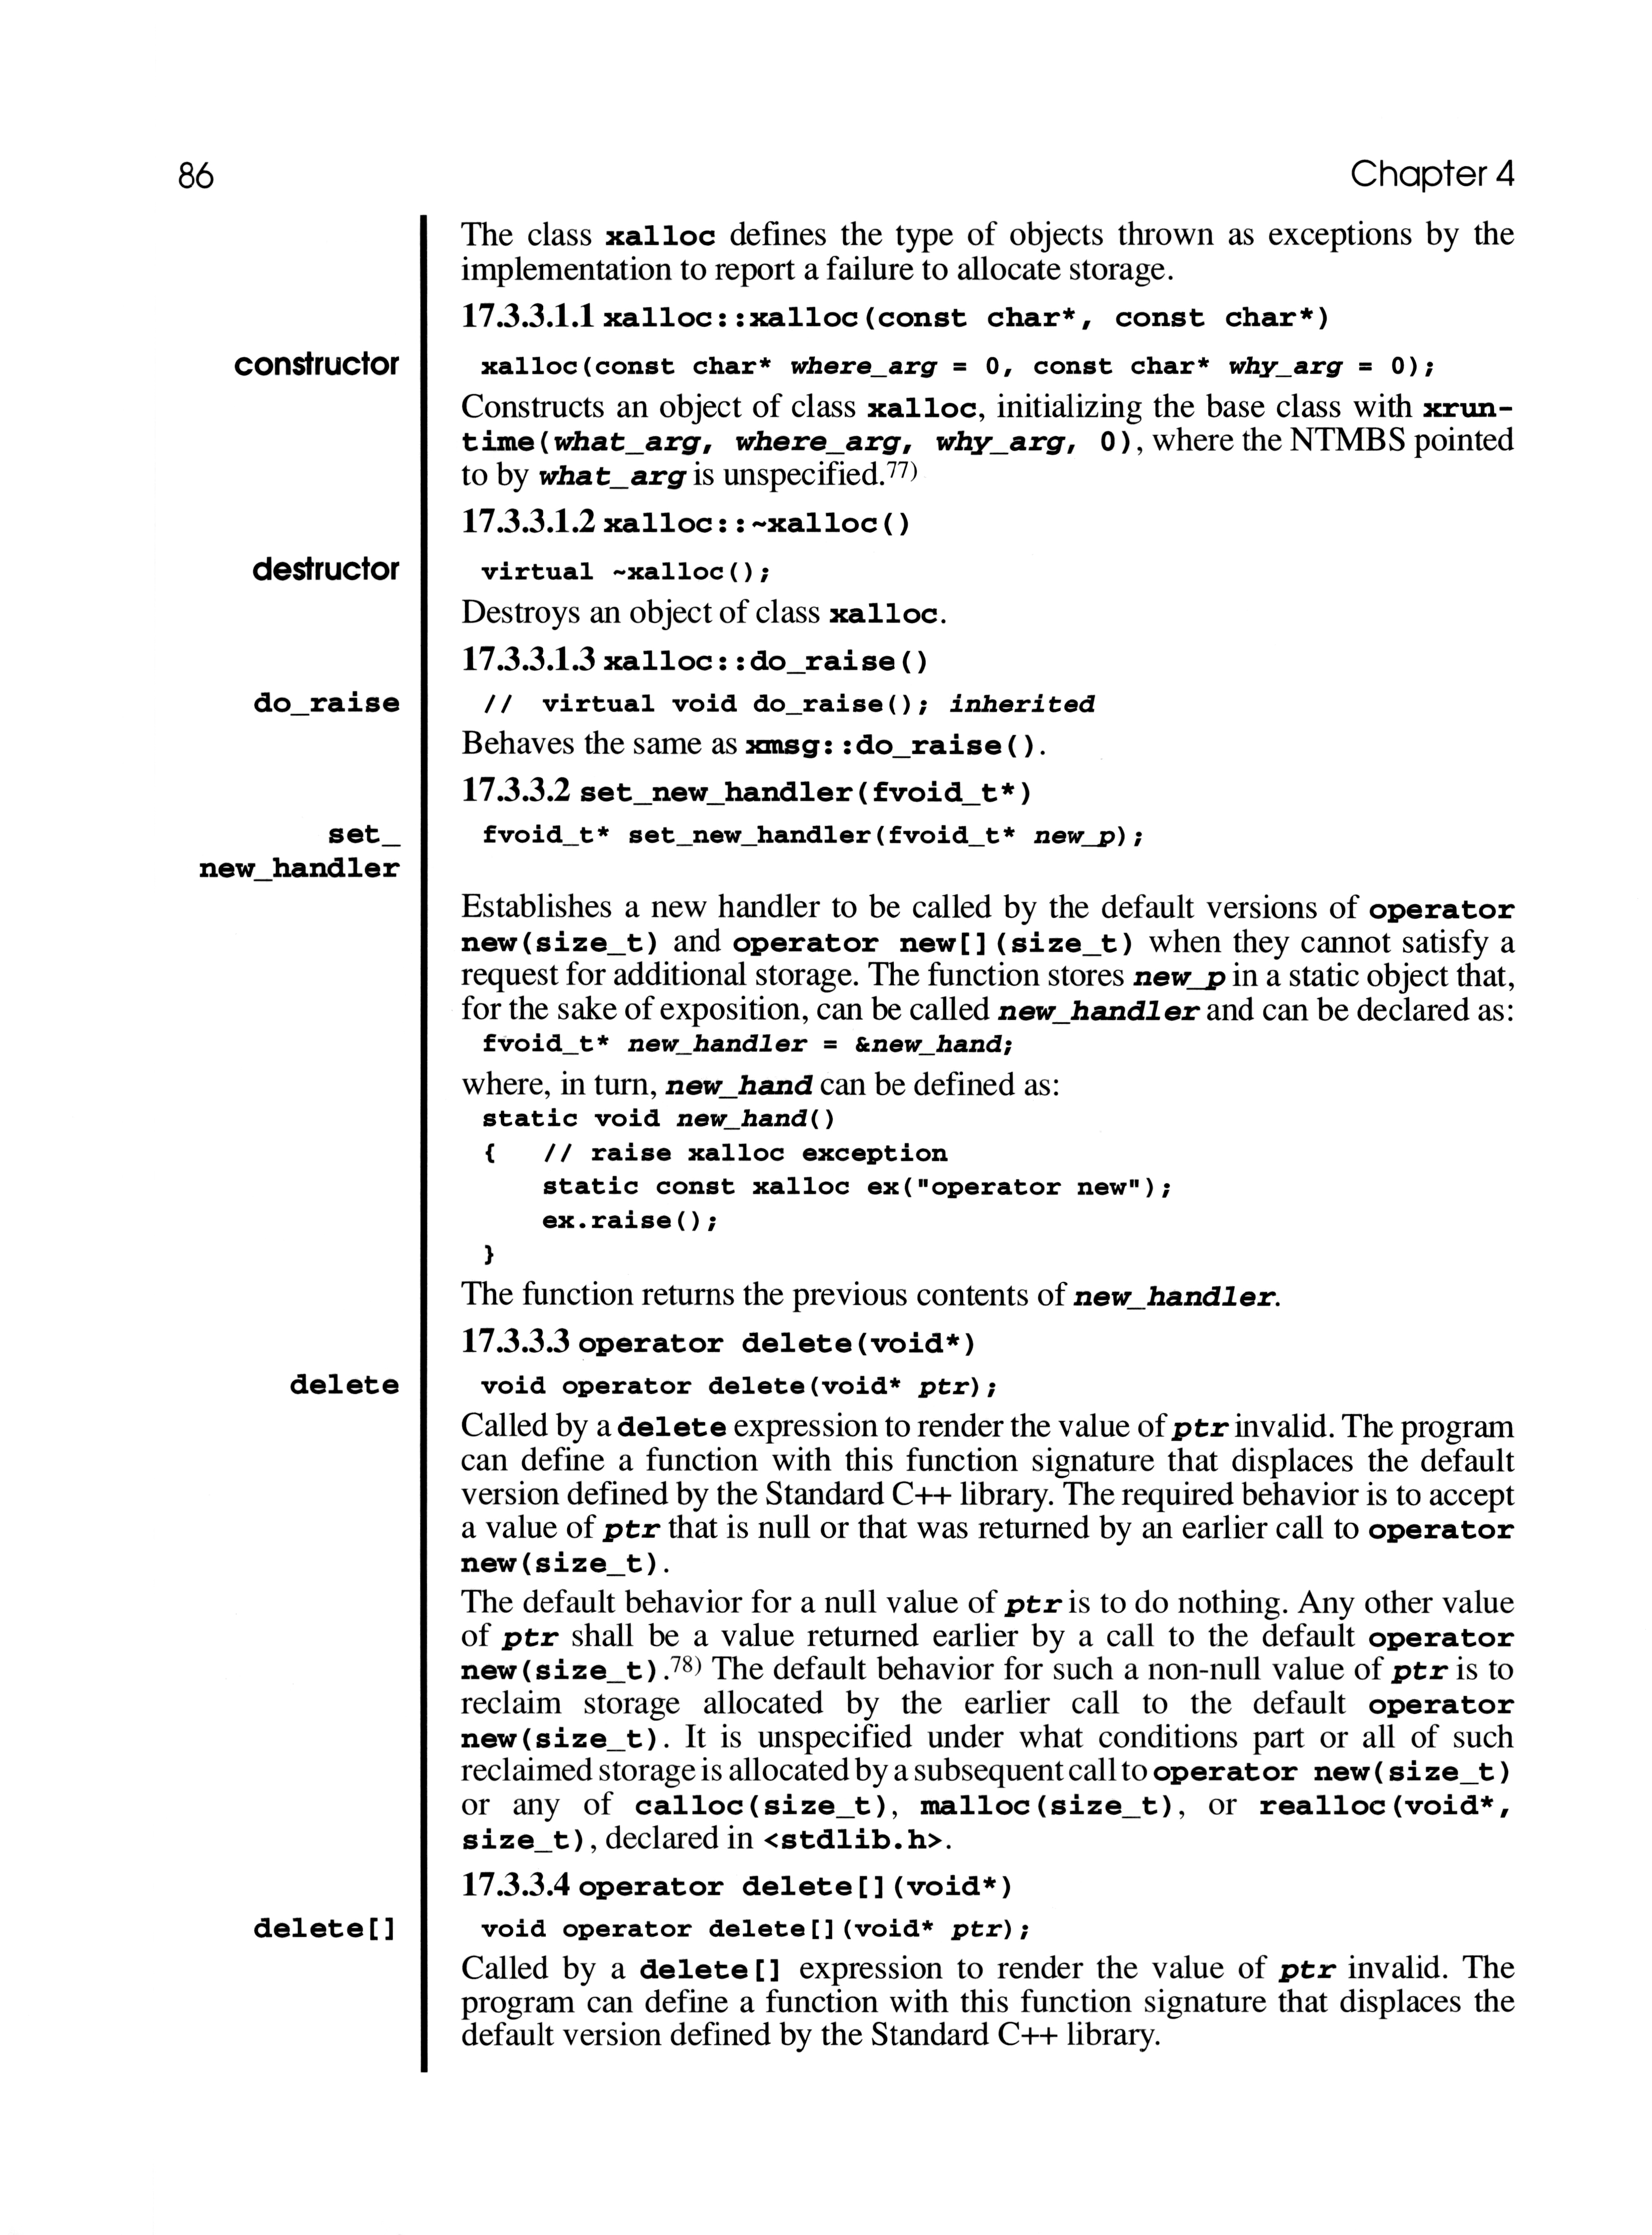 86
Chapter 4
The class xalloc defines the type of objects thrown as exceptions by the
implementation to report a failure to allocate storage.
17.3.3.1.1 xalloc::xalloc(const char*, const char*)
constructor
xalloc(const char* where_arg = 0, const char* why_arg = 0);
Constructs an object of class xalloc, initializing the base class with xrun-
time(what_arg, where_arg, why_arg, 0), where the NTMBS pointed
to by what_arg is unspecified.77)
17.3.3.1.2 xalloc::~xalloc()
destructor
virtual ~xalloc();
Destroys an object of class xalloc.
17.3.3.1.3 xalloc::do_raise()
do_raise
// virtual void do_raise(); inherited
Behaves the same as xmsg::do_raise().
17.3.3.2 set_new_handler(fvoid_t*)
set_
new_handler
fvoid_t* set_new_handler(fvoid_t* new_p);
Establishes a new handler to be called by the default versions of operator
new(size_t) and operator new[](size_t) when they cannot satisfy a
request for additional storage. The function stores new_p in a static object that,
for the sake of exposition, can be called new_handler and can be declared as:
fvoid_t* new_handler = &new_hand;
where, in turn, new_hand can be defined as:
static void new_hand()
{ // raise xalloc exception
static const xalloc ex("operator new");
ex.raise();
}
The function returns the previous contents of new_handler.
17.3.3.3 operator delete(void*)
delete
void operator delete(void* ptr);
Called by a delete expression to render the value of ptr invalid. The program
can define a function with this function signature that displaces the default
version defined by the Standard C++ library. The required behavior is to accept
a value of ptr that is null or that was returned by an earlier call to operator
new(size_t).
The default behavior for a null value of ptr is to do nothing. Any other value
of ptr shall be a value returned earlier by a call to the default operator
new(size_t).78) The default behavior for such a non-null value of ptr is to
reclaim storage allocated by the earlier call to the default operator
new(size_t). It is unspecified under what conditions part or all of such
reclaimed storage is allocated by a subsequent call to operator new(size_t)
or any of calloc(size_t), malloc(size_t), or realloc(void*,
size_t), declared in <stdlib.h>.
17.3.3.4 operator delete[](void*)
delete[]
void operator delete[](void* ptr);
Called by a delete[] expression to render the value of ptr invalid. The
program can define a function with this function signature that displaces the
default version defined by the Standard C++ library.